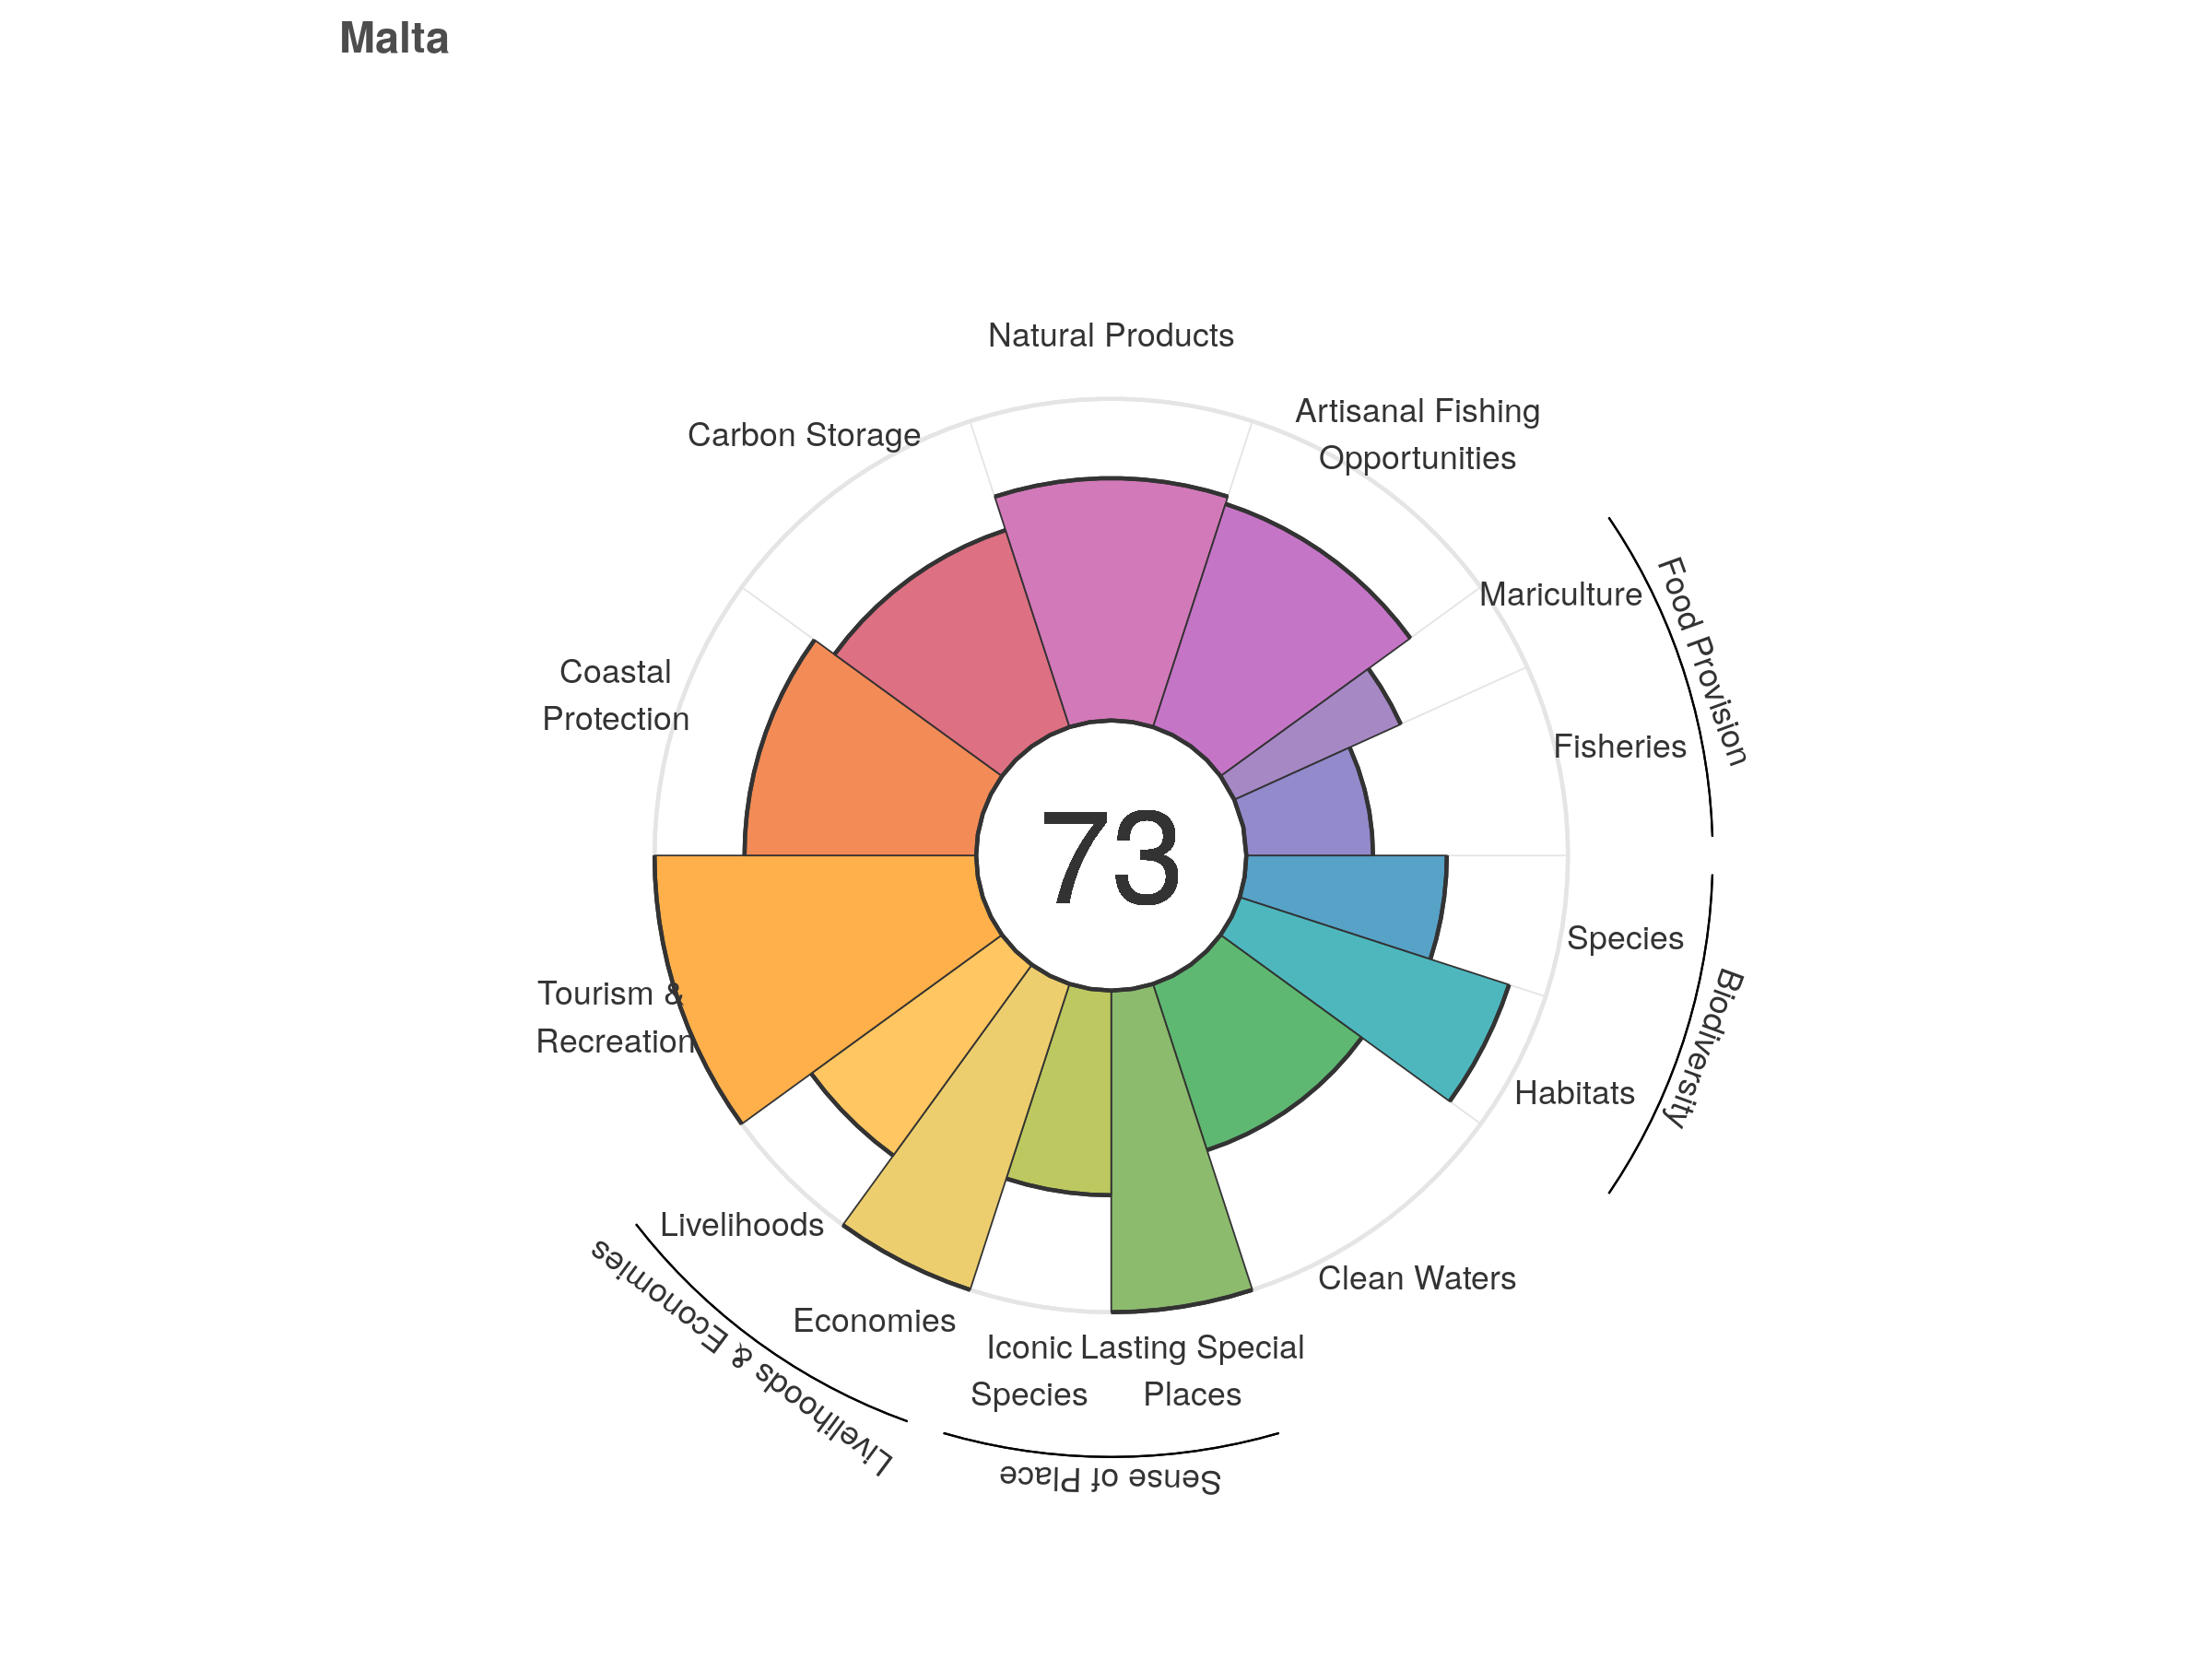 Malta
Natural Products
Artisanal Fishing
Opportunities
Carbon Storage
Mariculture
Food Provision
Coastal
Protection
Fisheries
73
Species
Biodiversity
Tourism &
Recreation
Habitats
Livelihoods
Clean Waters
Economies
Livelihoods & Economies
Iconic
Species
Lasting Special
Places
Sense of Place